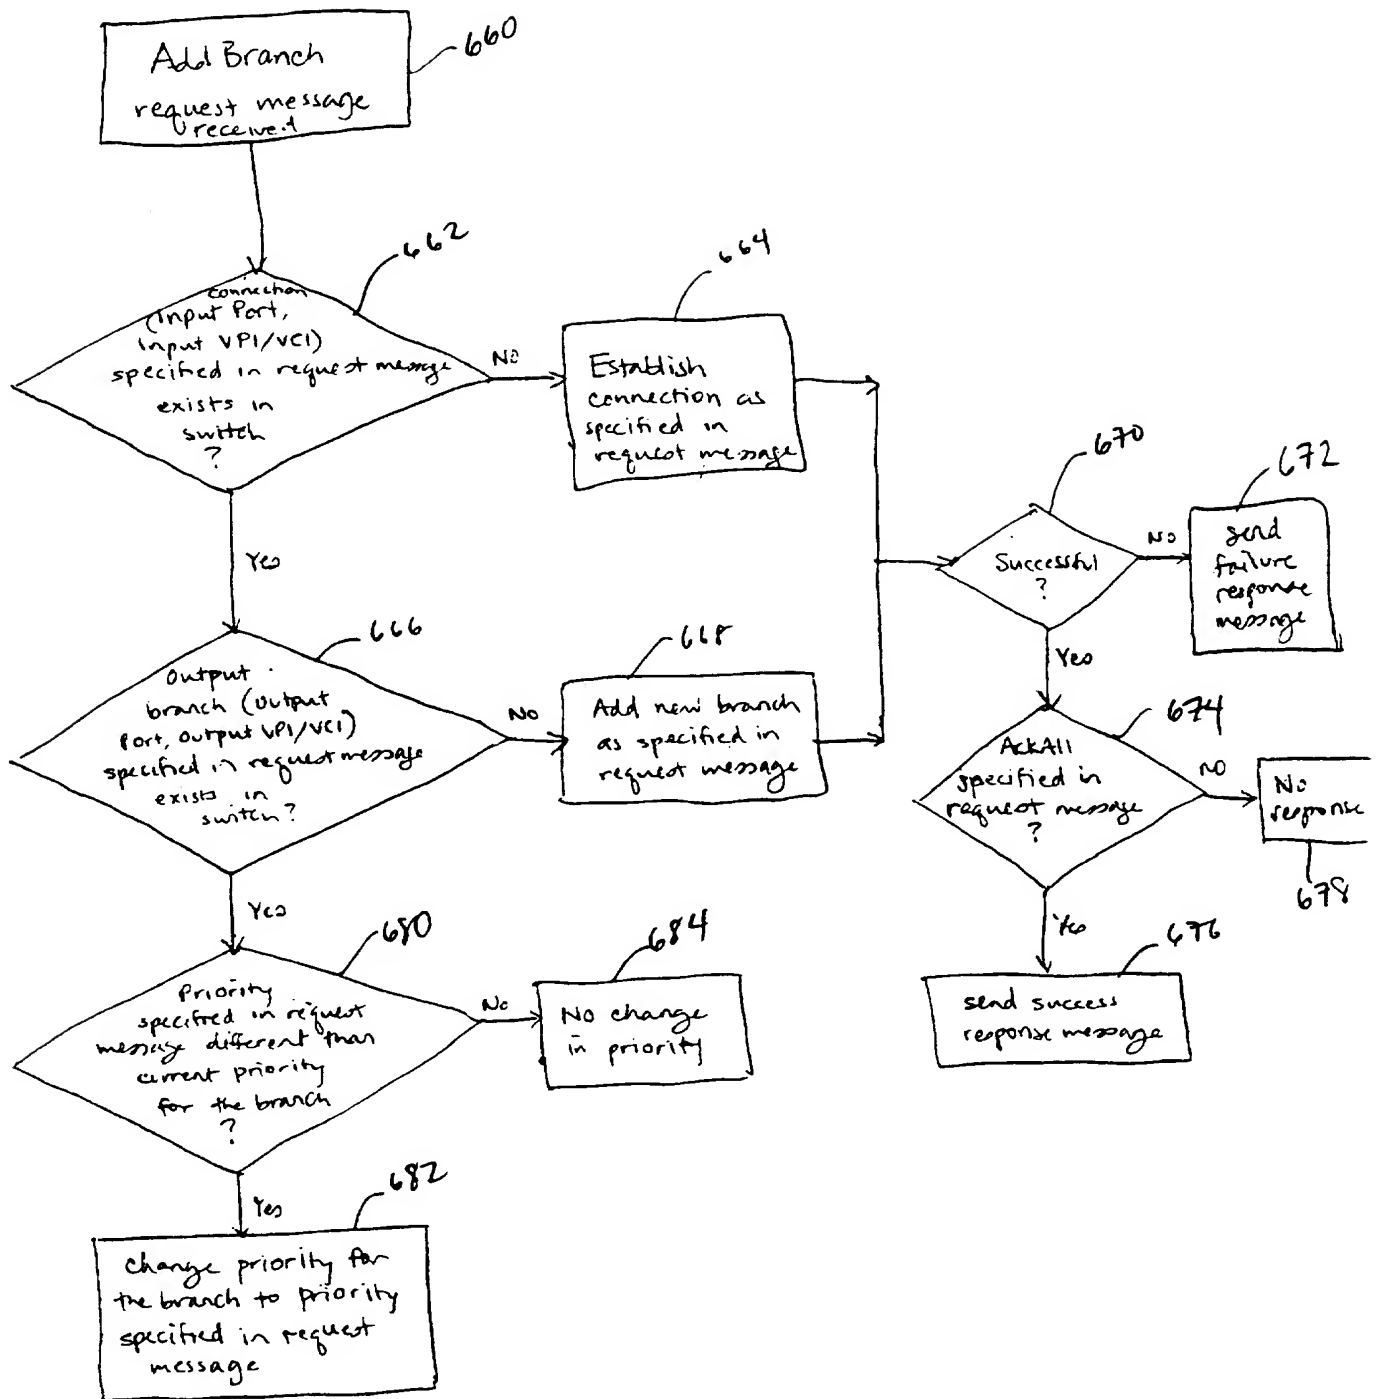 Add Branch
request message
received
660
662
connection
(Input Port,
Input VPI/VCI)
specified in request message
exists in
switch
?
No
664
Establish
connection as
specified in
request message
Yes
666
Output
branch (Output
Port, Output VPI/VCI)
specified in request message
exists in
switch?
No
668
Add new branch
as specified in
request message
670
Successful
?
No
672
send
failure
response
message
Yes
674
AckAll
specified in
request message
?
NO
No
response
678
Yes
676
send success
response message
Yes
680
Priority
specified in request
message different than
current priority
for the branch
?
No
684
No change
in priority
Yes
682
change priority for
the branch to priority
specified in request
message